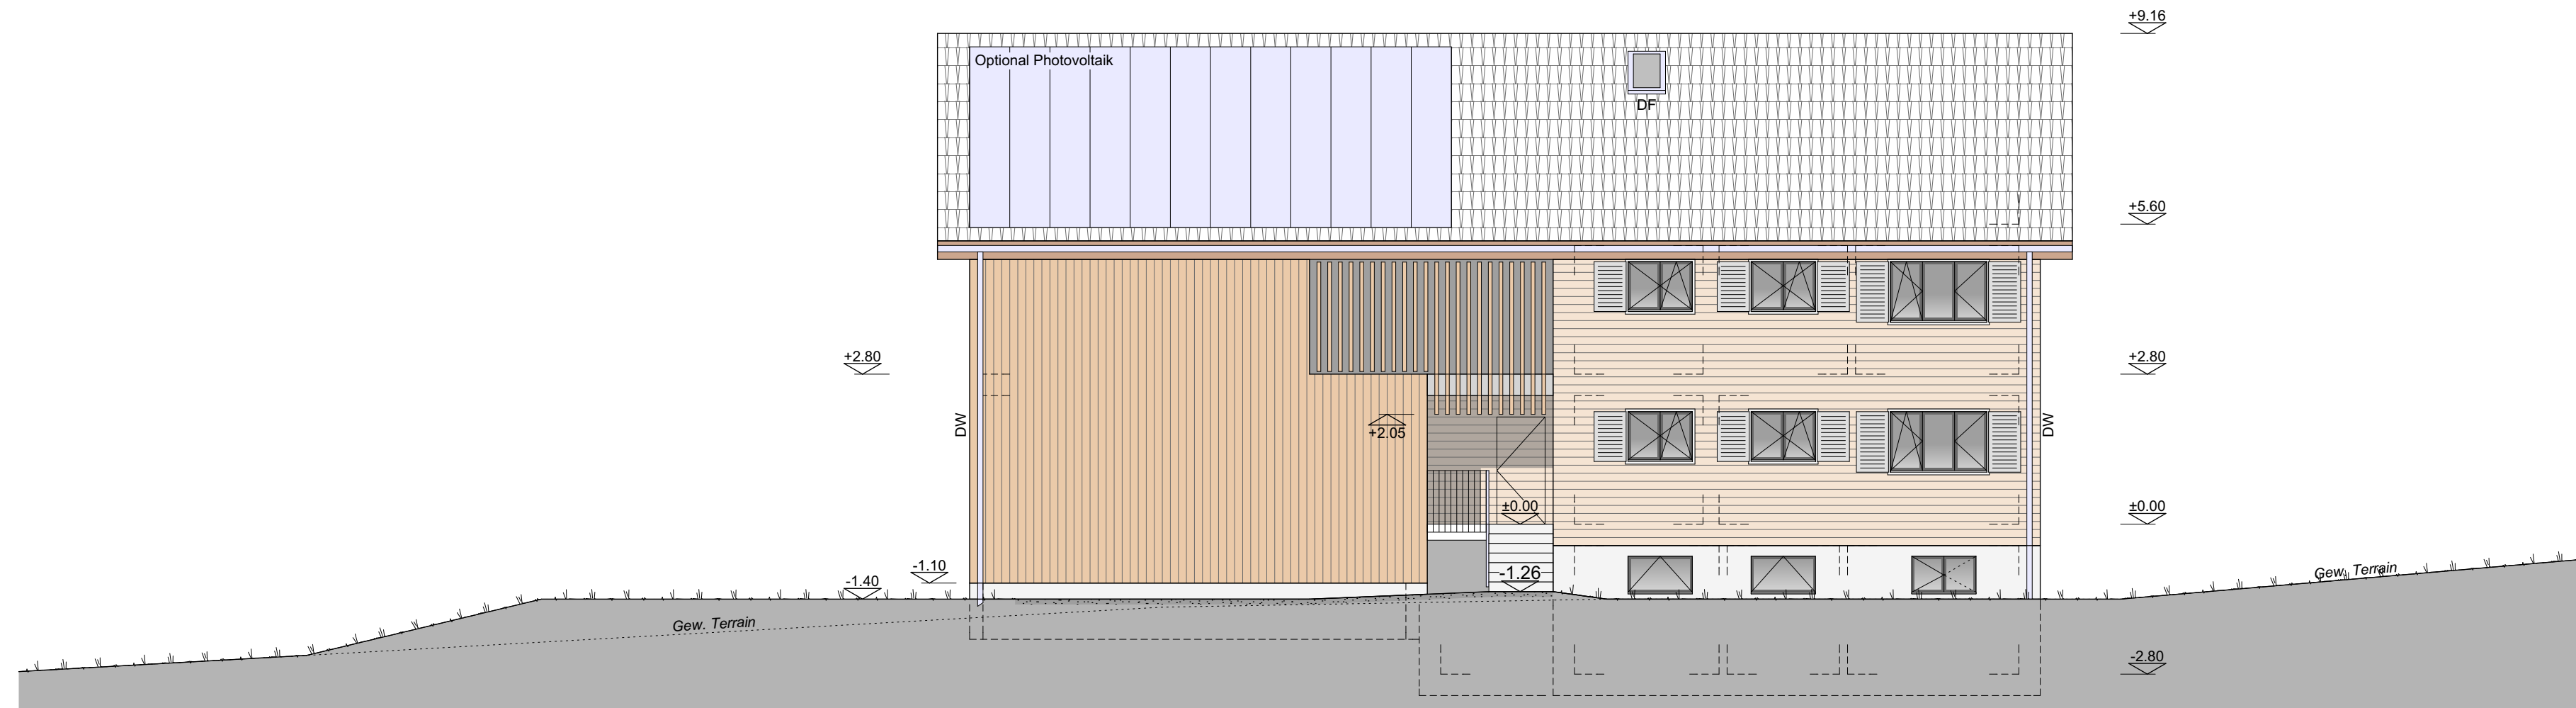 +9.16
Optional Photovoltaik
DF
+5.60
+2.80
+2.80
DW
+2.05
DW
±0.00
±0.00
-1.10
-1.40
-1.26
Gew. Terrain
Gew. Terrain
-2.80